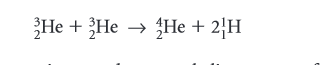 ³₂He + ³₂He → ⁴₂He + 2¹₁H